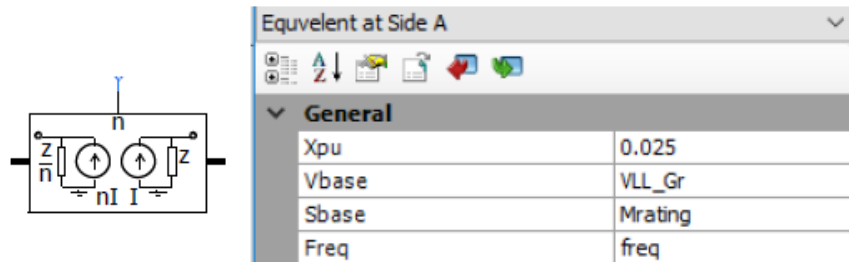 Equvelent at Side A
A
Z
General
Xpu 0.025
Vbase VLL_Gr
Sbase Mrating
Freq freq
Y
n
z
n
nI I
z